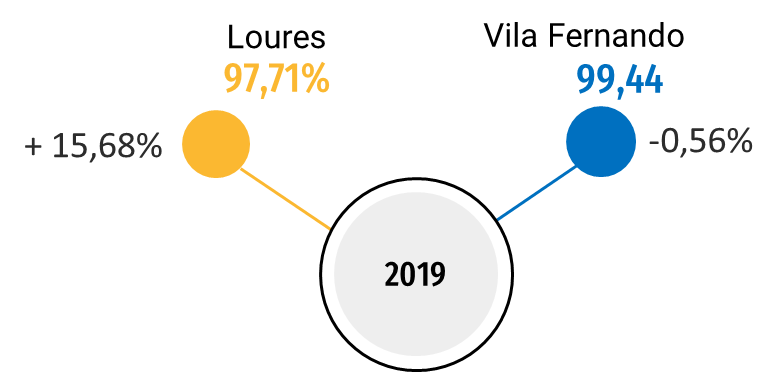 Loures
97,71%
+ 15,68%
Vila Fernando
99,44
-0,56%
2019